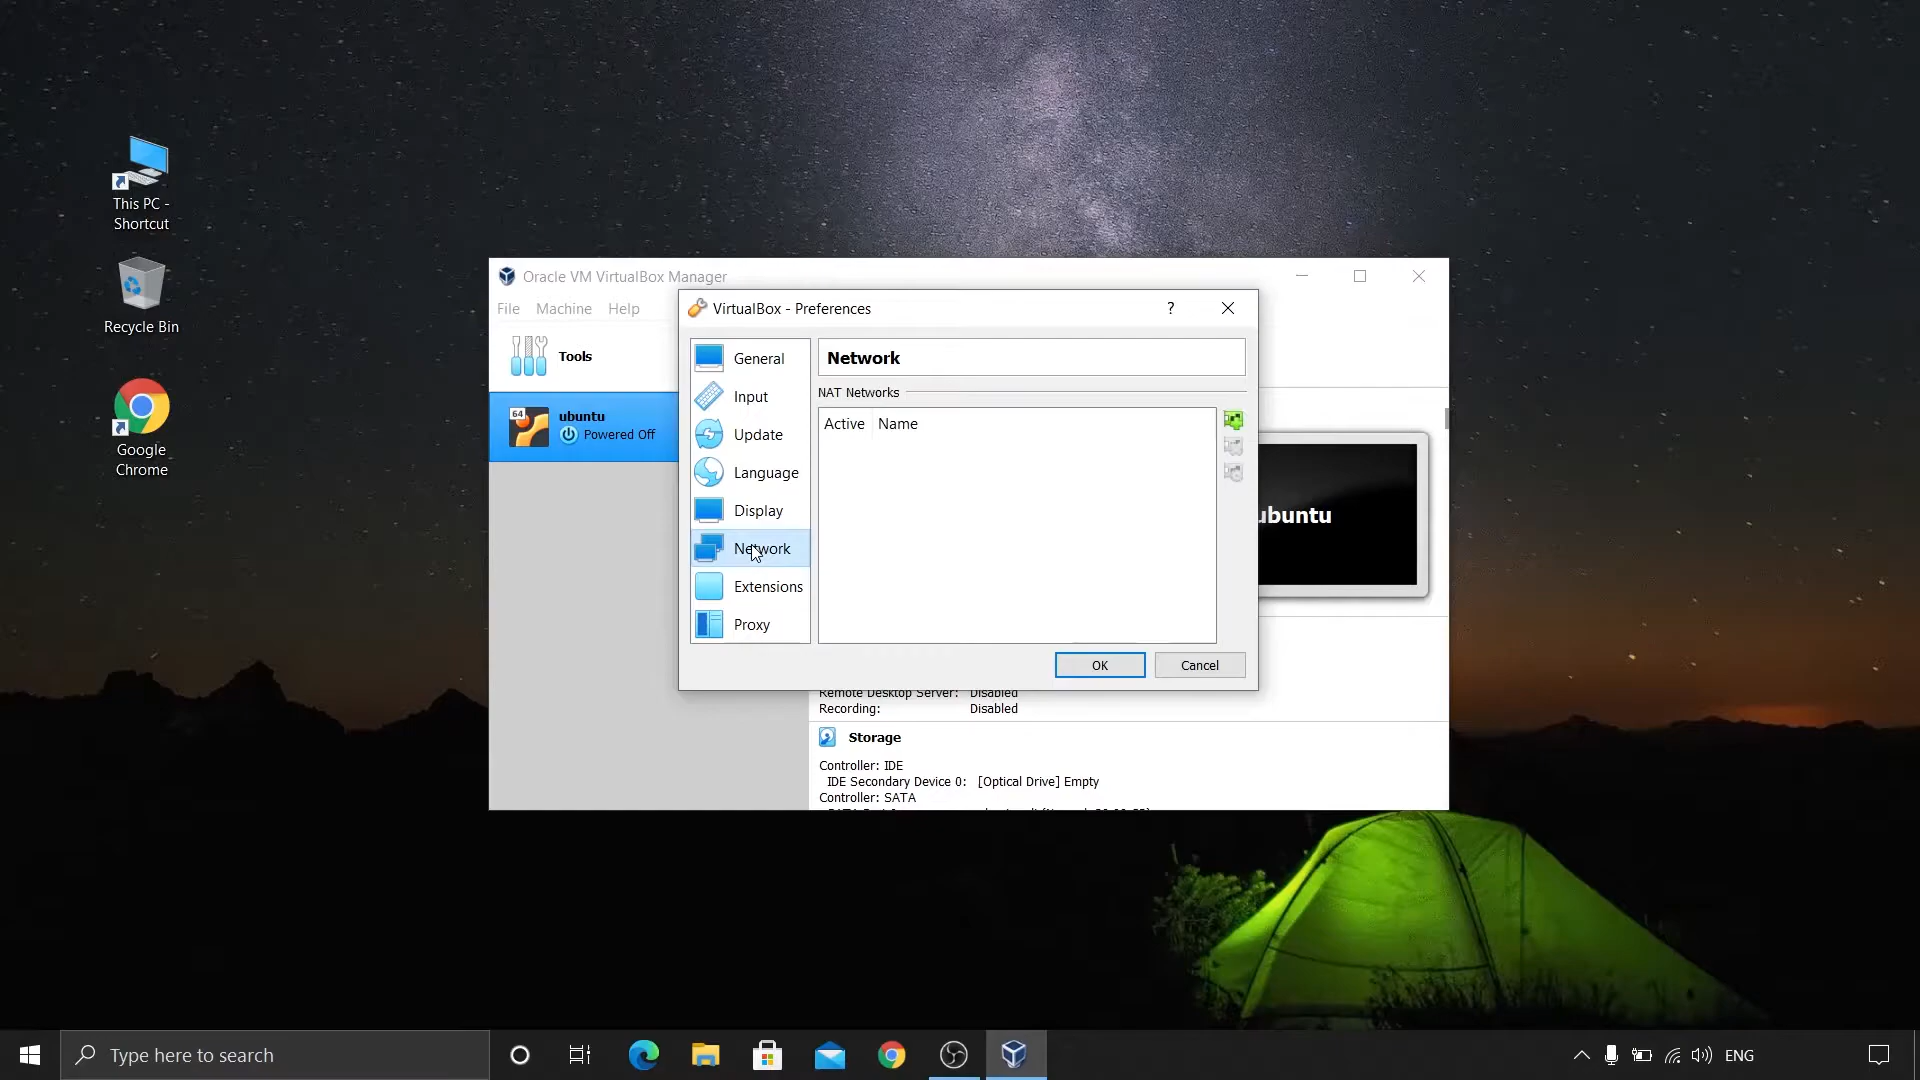 This PC -
Shortcut
Recycle Bin
Google
Chrome
Oracle VM VirtualBox Manager
File Machine Help
Tools
64
ubuntu
Powered Off
VirtualBox - Preferences
?
General
Input
Update
Language
Display
Network
Extensions
Proxy
Network
NAT Networks
Active Name
OK Cancel
ubuntu
Remote Desktop Server: Disabled
Recording: Disabled
Storage
Controller: IDE
IDE Secondary Device 0: [Optical Drive] Empty
Controller: SATA
Type here to search
ENG